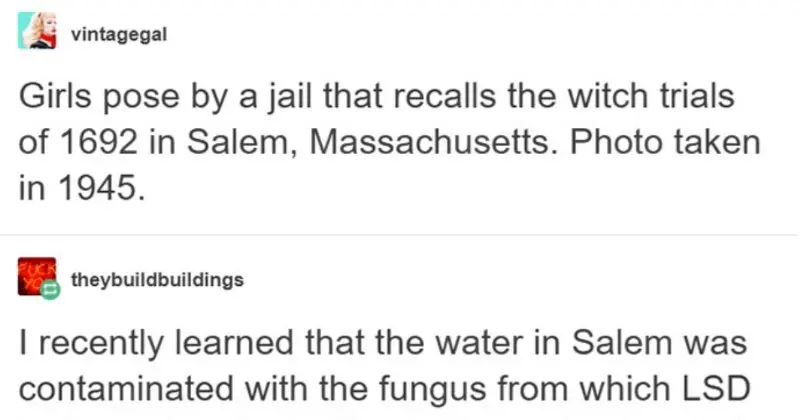 vintagegal
Girls pose by a jail that recalls the witch trials
of 1692 in Salem, Massachusetts. Photo taken
in 1945.
FUCK
YOU
theybuildbuildings
I recently learned that the water in Salem was
contaminated with the fungus from which LSD